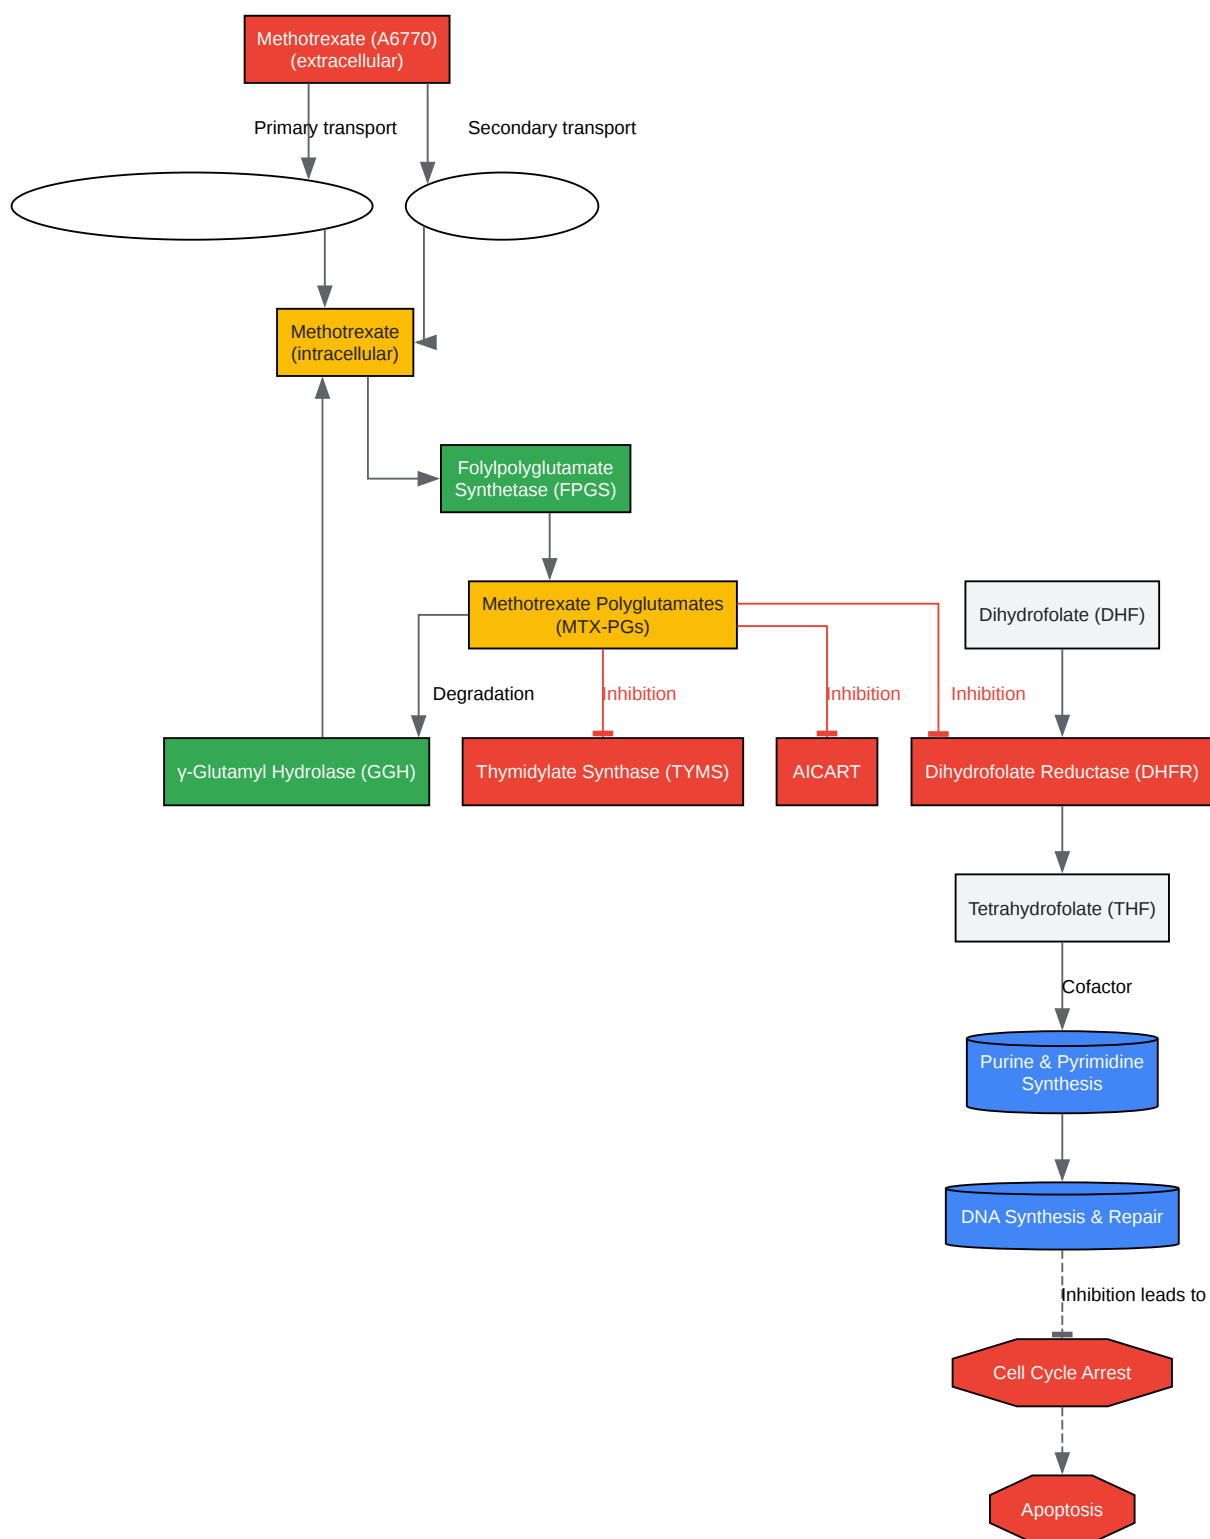 Methotrexate (A6770)
(extracellular)
Primary transport
Secondary transport
Methotrexate
(intracellular)
Folylpolyglutamate
Synthetase (FPGS)
Methotrexate Polyglutamates
(MTX-PGs)
Dihydrofolate (DHF)
Degradation
Inhibition
Inhibition
Inhibition
γ-Glutamyl Hydrolase (GGH)
Thymidylate Synthase (TYMS)
AICART
Dihydrofolate Reductase (DHFR)
Tetrahydrofolate (THF)
Cofactor
Purine & Pyrimidine
Synthesis
DNA Synthesis & Repair
Inhibition leads to
Cell Cycle Arrest
Apoptosis